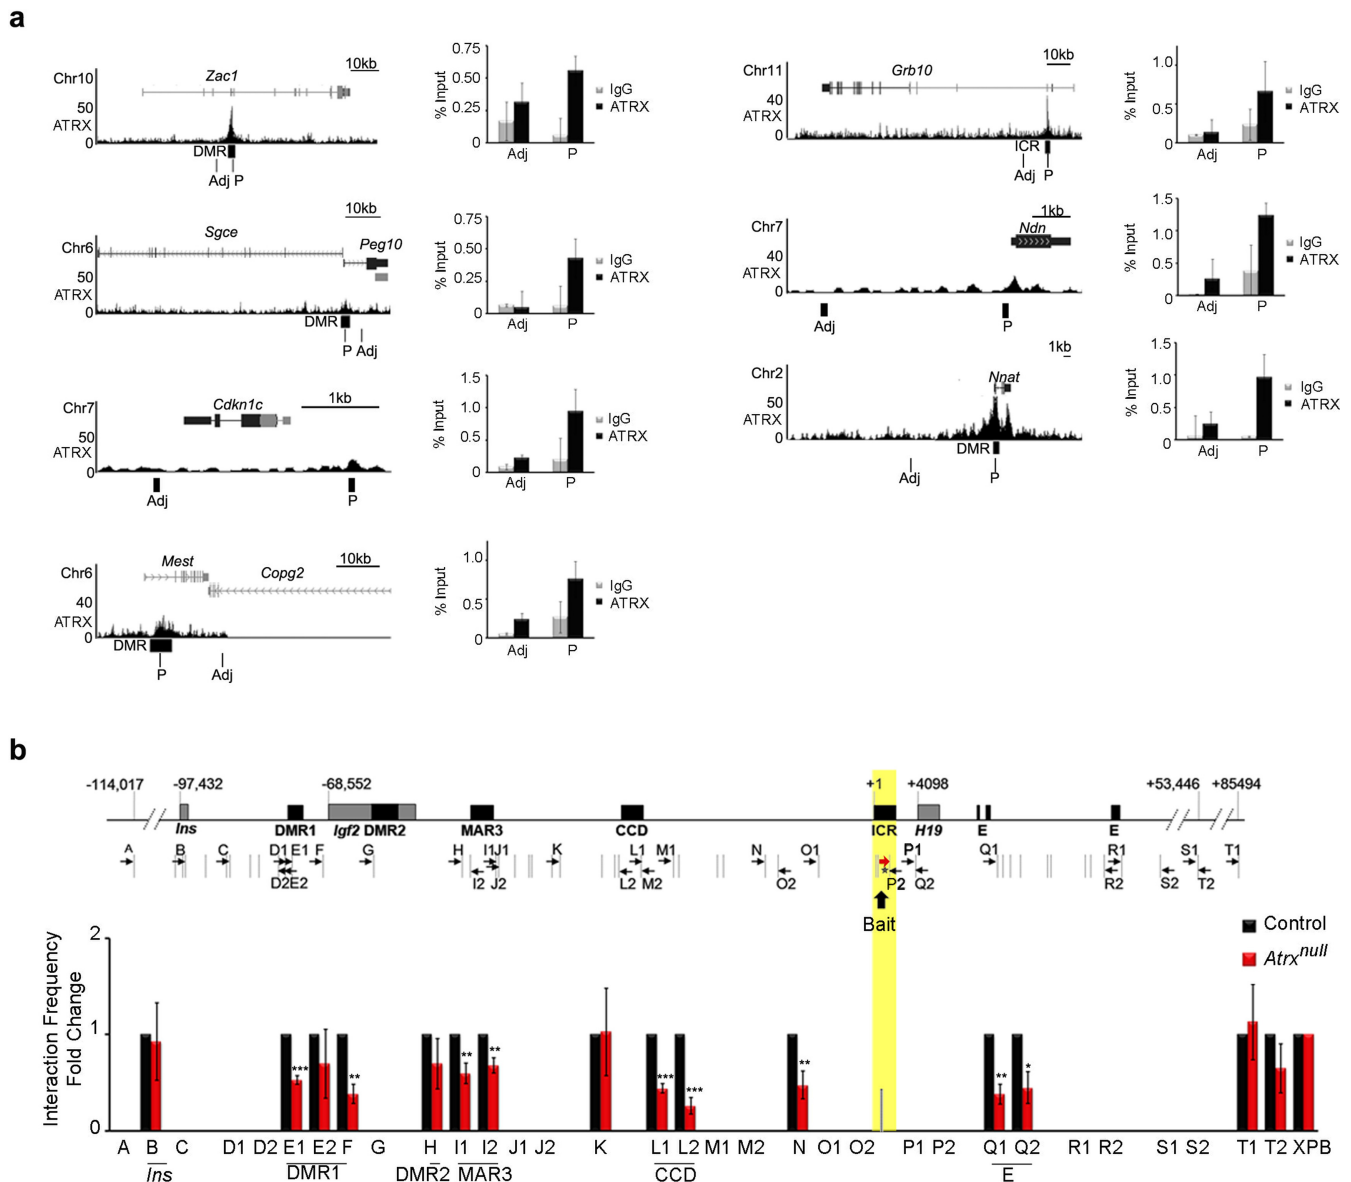 a
Zac1
10kb
Chr10
50
ATRX
0
DMR
Adj P
0.75
0.50
0.25
0
% Input
Adj P
IgG
ATRX
Grb10
10kb
Chr11
40
ATRX
0
ICR
Adj P
1.0
0.5
0
% Input
Adj P
IgG
ATRX
Sgce
10kb
Peg10
Chr6
50
ATRX
0
DMR
P Adj
0.75
0.50
0.25
0
% Input
Adj P
IgG
ATRX
1kb
Ndn
Chr7
40
ATRX
0
Adj P
1.5
1.0
0.5
0
% Input
Adj P
IgG
ATRX
Cdkn1c
1kb
Chr7
50
ATRX
0
Adj P
1.5
1.0
0.5
0
% Input
Adj P
IgG
ATRX
1kb
Nnat
Chr2
50
ATRX
0
DMR
Adj P
1.5
1.0
0.5
0
% Input
Adj P
IgG
ATRX
Mest
10kb
Copg2
Chr6
40
ATRX
0
DMR
P Adj
1.0
0.5
0
% Input
Adj P
IgG
ATRX
b
-114,017 -97,432 -68,552 +1 +4098 +53,446 +85494
Ins DMR1 Igf2 DMR2 MAR3 CCD ICR H19 E E
A B C D1 E1 F G H I1 J1 K L1 M1 N O1 P1 Q1 R1 S1 T1
D2 E2 I2 J2 L2 M2 O2 * P2 Q2 R2 S2 T2
Bait
Control
Atrx null
Interaction Frequency
Fold Change
2
1
0
*** ** ** ** *** *** ** ** *
A B C D1 D2 E1 E2 F G H I1 I2 J1 J2 K L1 L2 M1 M2 N O1 O2 P1 P2 Q1 Q2 R1 R2 S1 S2 T1 T2 XPB
Ins DMR1 DMR2 MAR3 CCD E